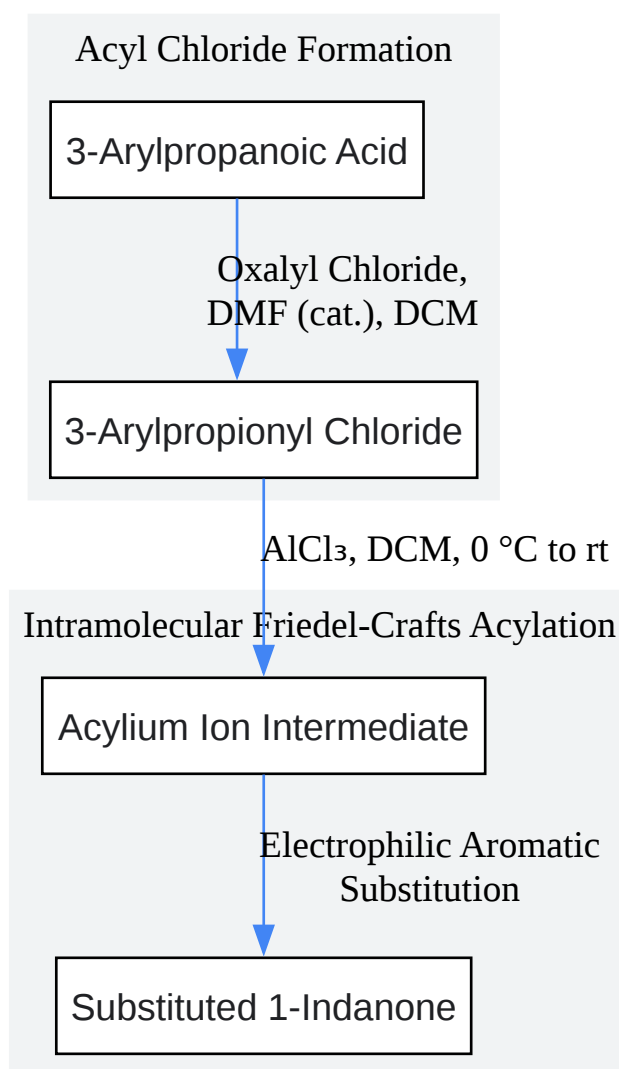 Acyl Chloride Formation
3-Arylpropanoic Acid
Oxalyl Chloride,
DMF (cat.), DCM
3-Arylpropionyl Chloride
AlCl₃, DCM, 0 °C to rt
Intramolecular Friedel-Crafts Acylation
Acylium Ion Intermediate
Electrophilic Aromatic
Substitution
Substituted 1-Indanone